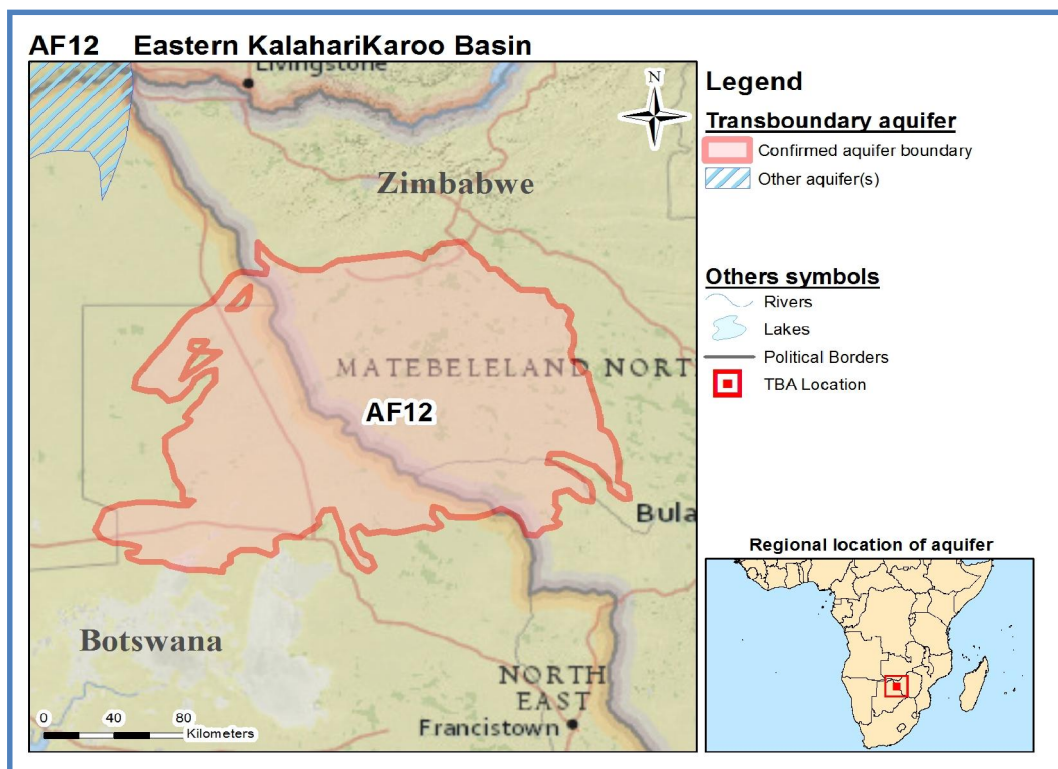 AF12 Eastern KalahariKaroo Basin
Livingstone
N
Zimbabwe
MATEBELELAND NORT
AF12
Bula
Botswana
NORTH
EAST
Francistown
0 40 80
Kilometers
Legend
Transboundary aquifer
Confirmed aquifer boundary
Other aquifer(s)
Others symbols
Rivers
Lakes
Political Borders
TBA Location
Regional location of aquifer